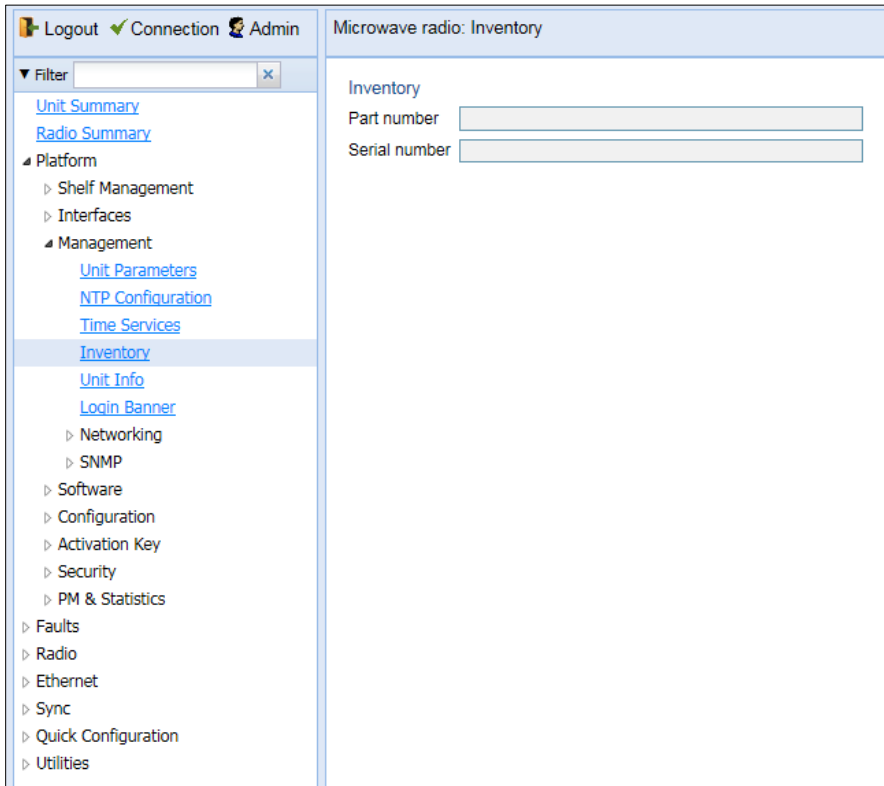 Logout Connection Admin
Filter
Unit Summary
Radio Summary
Platform
Shelf Management
Interfaces
Management
Unit Parameters
NTP Configuration
Time Services
Inventory
Unit Info
Login Banner
Networking
SNMP
Software
Configuration
Activation Key
Security
PM & Statistics
Faults
Radio
Ethernet
Sync
Quick Configuration
Utilities
Microwave radio: Inventory
Inventory
Part number
Serial number